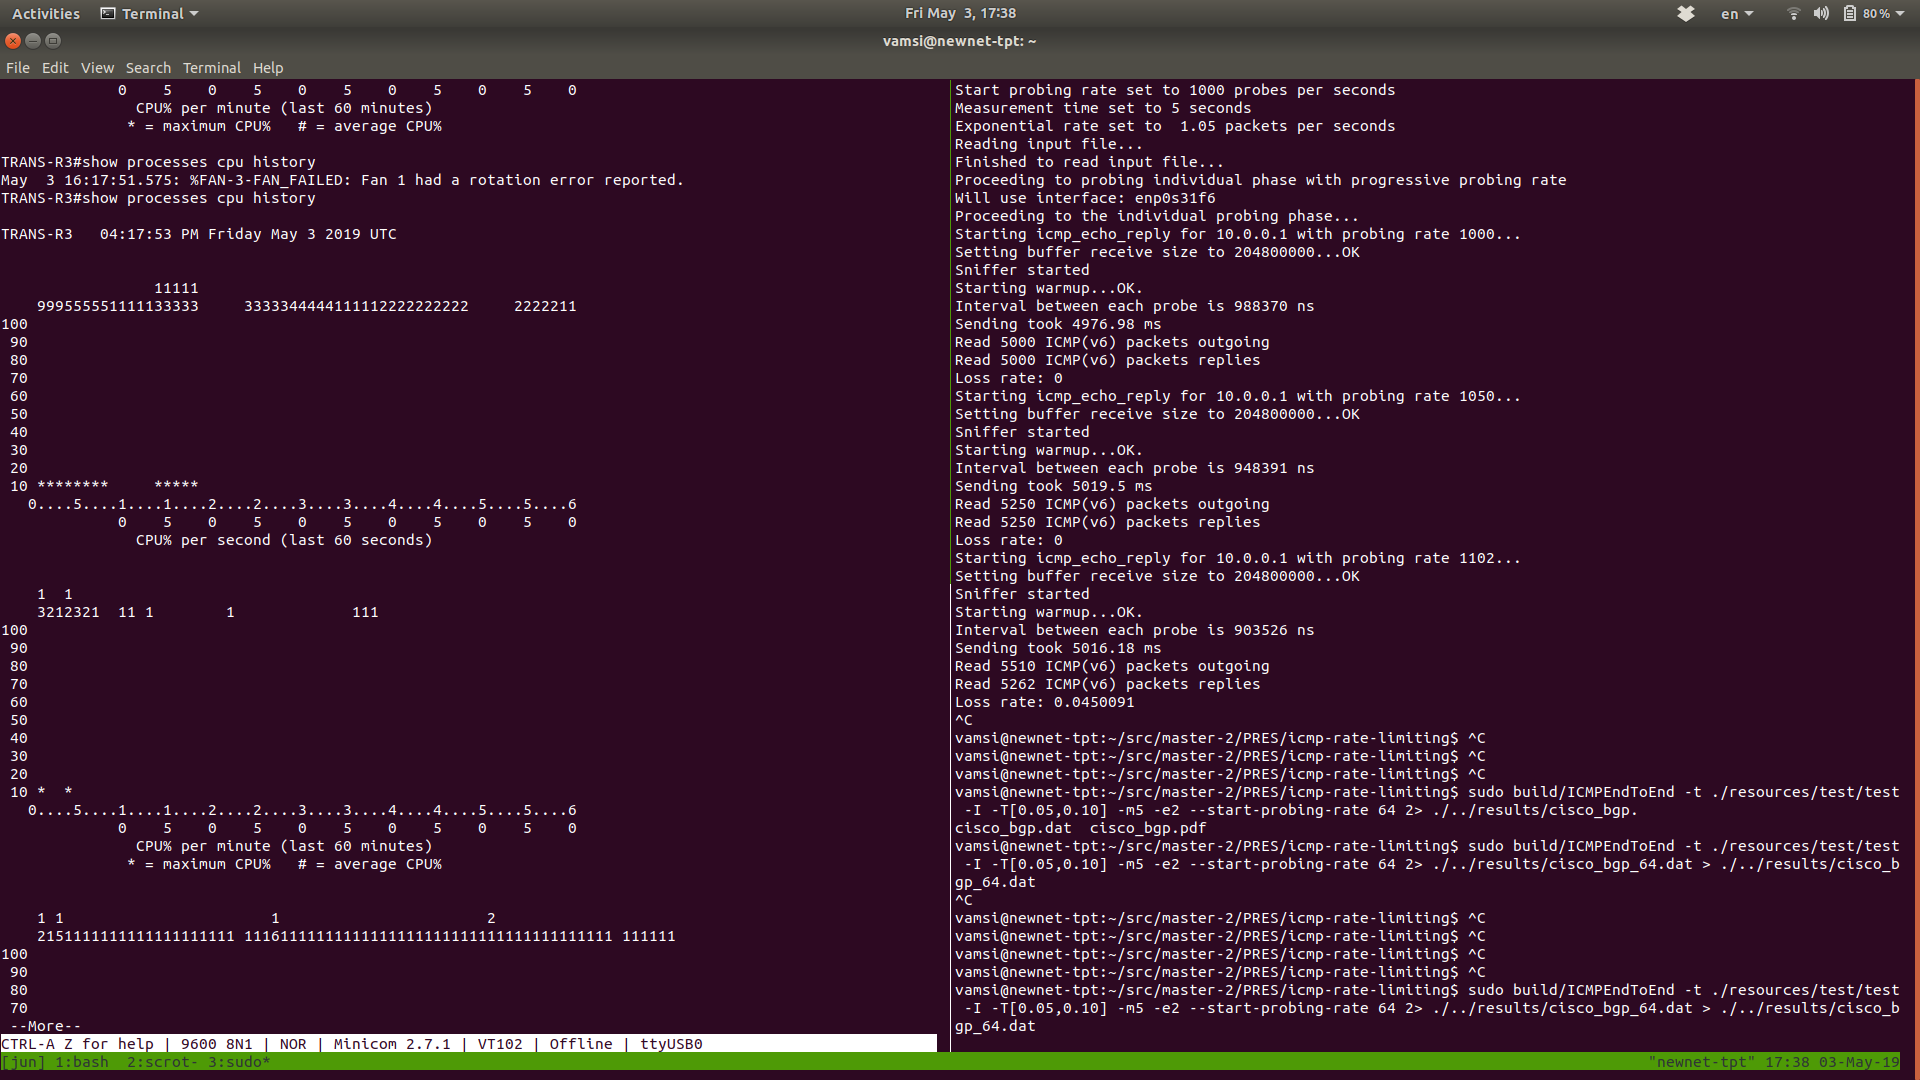 Activities Terminal Fri May 3, 17:38 en 80%
vamsi@newnet-tpt: ~
File Edit View Search Terminal Help
          0    5    0    5    0    5    0    5    0    5    0
            CPU% per minute (last 60 minutes)
           * = maximum CPU%   # = average CPU%
TRANS-R3#show processes cpu history
May  3 16:17:51.575: %FAN-3-FAN_FAILED: Fan 1 had a rotation error reported.
TRANS-R3#show processes cpu history
TRANS-R3   04:17:53 PM Friday May 3 2019 UTC
                 11111
    999555551111133333     3333344444111112222222222     2222211
100
 90
 80
 70
 60
 50
 40
 30
 20
 10 ********     *****
   0....5....1....1....2....2....3....3....4....4....5....5....6
             0    5    0    5    0    5    0    5    0    5    0
               CPU% per second (last 60 seconds)
    1  1
    3212321  11 1        1             111
100
 90
 80
 70
 60
 50
 40
 30
 20
 10 *  *
   0....5....1....1....2....2....3....3....4....4....5....5....6
             0    5    0    5    0    5    0    5    0    5    0
               CPU% per minute (last 60 minutes)
              * = maximum CPU%   # = average CPU%
    1 1                       1                       2
    2151111111111111111111 11161111111111111111111111111111111111111 111111
100
 90
 80
 70
 --More--
CTRL-A Z for help | 9600 8N1 | NOR | Minicom 2.7.1 | VT102 | Offline | ttyUSB0
Start probing rate set to 1000 probes per seconds
Measurement time set to 5 seconds
Exponential rate set to  1.05 packets per seconds
Reading input file...
Finished to read input file...
Proceeding to probing individual phase with progressive probing rate
Will use interface: enp0s31f6
Proceeding to the individual probing phase...
Starting icmp_echo_reply for 10.0.0.1 with probing rate 1000...
Setting buffer receive size to 204800000...OK
Sniffer started
Starting warmup...OK.
Interval between each probe is 988370 ns
Sending took 4976.98 ms
Read 5000 ICMP(v6) packets outgoing
Read 5000 ICMP(v6) packets replies
Loss rate: 0
Starting icmp_echo_reply for 10.0.0.1 with probing rate 1050...
Setting buffer receive size to 204800000...OK
Sniffer started
Starting warmup...OK.
Interval between each probe is 948391 ns
Sending took 5019.5 ms
Read 5250 ICMP(v6) packets outgoing
Read 5250 ICMP(v6) packets replies
Loss rate: 0
Starting icmp_echo_reply for 10.0.0.1 with probing rate 1102...
Setting buffer receive size to 204800000...OK
Sniffer started
Starting warmup...OK.
Interval between each probe is 903526 ns
Sending took 5016.18 ms
Read 5510 ICMP(v6) packets outgoing
Read 5262 ICMP(v6) packets replies
Loss rate: 0.0450091
^C
vamsi@newnet-tpt:~/src/master-2/PRES/icmp-rate-limiting$ ^C
vamsi@newnet-tpt:~/src/master-2/PRES/icmp-rate-limiting$ ^C
vamsi@newnet-tpt:~/src/master-2/PRES/icmp-rate-limiting$ ^C
vamsi@newnet-tpt:~/src/master-2/PRES/icmp-rate-limiting$ sudo build/ICMPEndToEnd -t ./resources/test/test
 -I -T[0.05,0.10] -m5 -e2 --start-probing-rate 64 2> ./../results/cisco_bgp.
cisco_bgp.dat  cisco_bgp.pdf
vamsi@newnet-tpt:~/src/master-2/PRES/icmp-rate-limiting$ sudo build/ICMPEndToEnd -t ./resources/test/test
 -I -T[0.05,0.10] -m5 -e2 --start-probing-rate 64 2> ./../results/cisco_bgp_64.dat > ./../results/cisco_b
gp_64.dat
^C
vamsi@newnet-tpt:~/src/master-2/PRES/icmp-rate-limiting$ ^C
vamsi@newnet-tpt:~/src/master-2/PRES/icmp-rate-limiting$ ^C
vamsi@newnet-tpt:~/src/master-2/PRES/icmp-rate-limiting$ ^C
vamsi@newnet-tpt:~/src/master-2/PRES/icmp-rate-limiting$ ^C
vamsi@newnet-tpt:~/src/master-2/PRES/icmp-rate-limiting$ sudo build/ICMPEndToEnd -t ./resources/test/test
 -I -T[0.05,0.10] -m5 -e2 --start-probing-rate 64 2> ./../results/cisco_bgp_64.dat > ./../results/cisco_b
gp_64.dat
[jun] 1:bash  2:scrot- 3:sudo* "newnet-tpt" 17:38 03-May-19